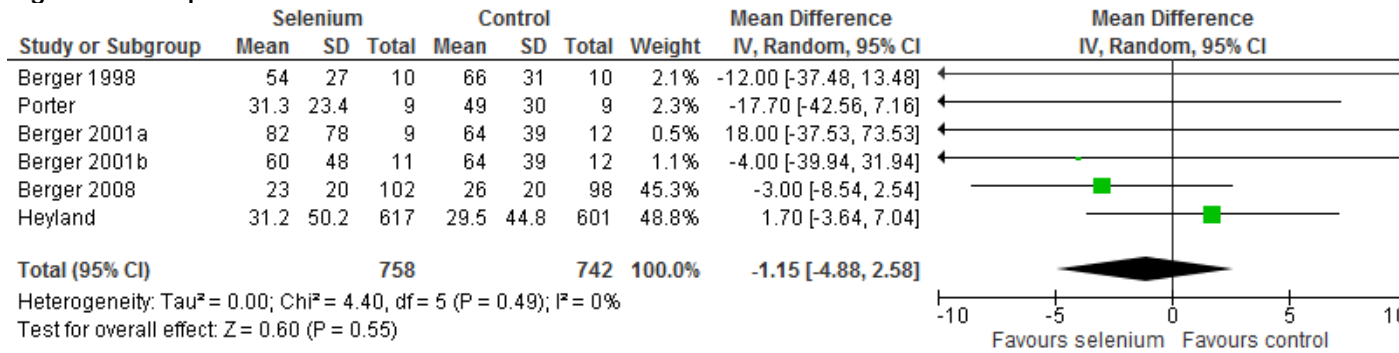 Selenium Control Mean Difference Mean Difference
Study or Subgroup Mean SD Total Mean SD Total Weight IV, Random, 95% CI IV, Random, 95% CI
Berger 1998 54 27 10 66 31 10 2.1% -12.00 [-37.48, 13.48]
Porter 31.3 23.4 9 49 30 9 2.3% -17.70 [-42.56, 7.16]
Berger 2001a 82 78 9 64 39 12 0.5% 18.00 [-37.53, 73.53]
Berger 2001b 60 48 11 64 39 12 1.1% -4.00 [-39.94, 31.94]
Berger 2008 23 20 102 26 20 98 45.3% -3.00 [-8.54, 2.54]
Heyland 31.2 50.2 617 29.5 44.8 601 48.8% 1.70 [-3.64, 7.04]
Total (95% CI) 758 742 100.0% -1.15 [-4.88, 2.58]
Heterogeneity: Tau² = 0.00; Chi² = 4.40, df = 5 (P = 0.49); I² = 0%
Test for overall effect: Z = 0.60 (P = 0.55)
-10 -5 0 5 10
Favours selenium Favours control